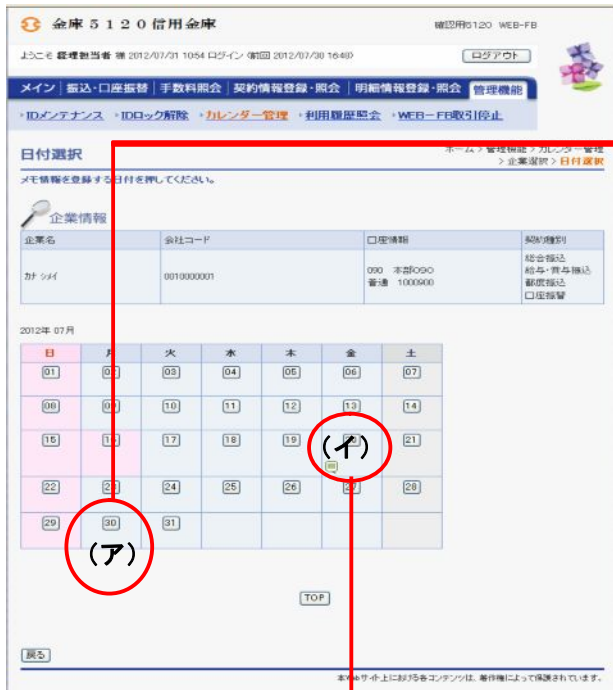 金庫5120信用金庫
確認用5120 WEB-FB
ようこそ 経理担当者 様 2012/07/31 1054 ログイン (前回 2012/07/30 1640)
ログアウト
メイン 振込・口座振替 手数料照会 契約情報登録・照会 明細情報登録・照会 管理機能
・IDメンテナンス ・IDロック解除 ・カレンダー管理 ・利用履歴照会 ・WEB-FB取引停止
日付選択
ホーム > 管理機能 > カレンダー管理
> 企業選択 > 日付選択
メモ情報を登録する日付を押してください。
企業情報
企業名 会社コード 口座情報 契約種別
カナ シメイ 0010000001
090 本部090
普通 1000900
総合振込
給与・賞与振込
都度振込
口座振替
2012年 07月
日 月 火 水 木 金 土
01 03 04 05 06 07
08 10 11 12 13 14
15 16 17 18 19 (イ) 21
22 23 24 25 26 27 28
29 30 31
(ア)
TOP
戻る
本Webサイト上における各コンテンツは、著作権によって保護されています。